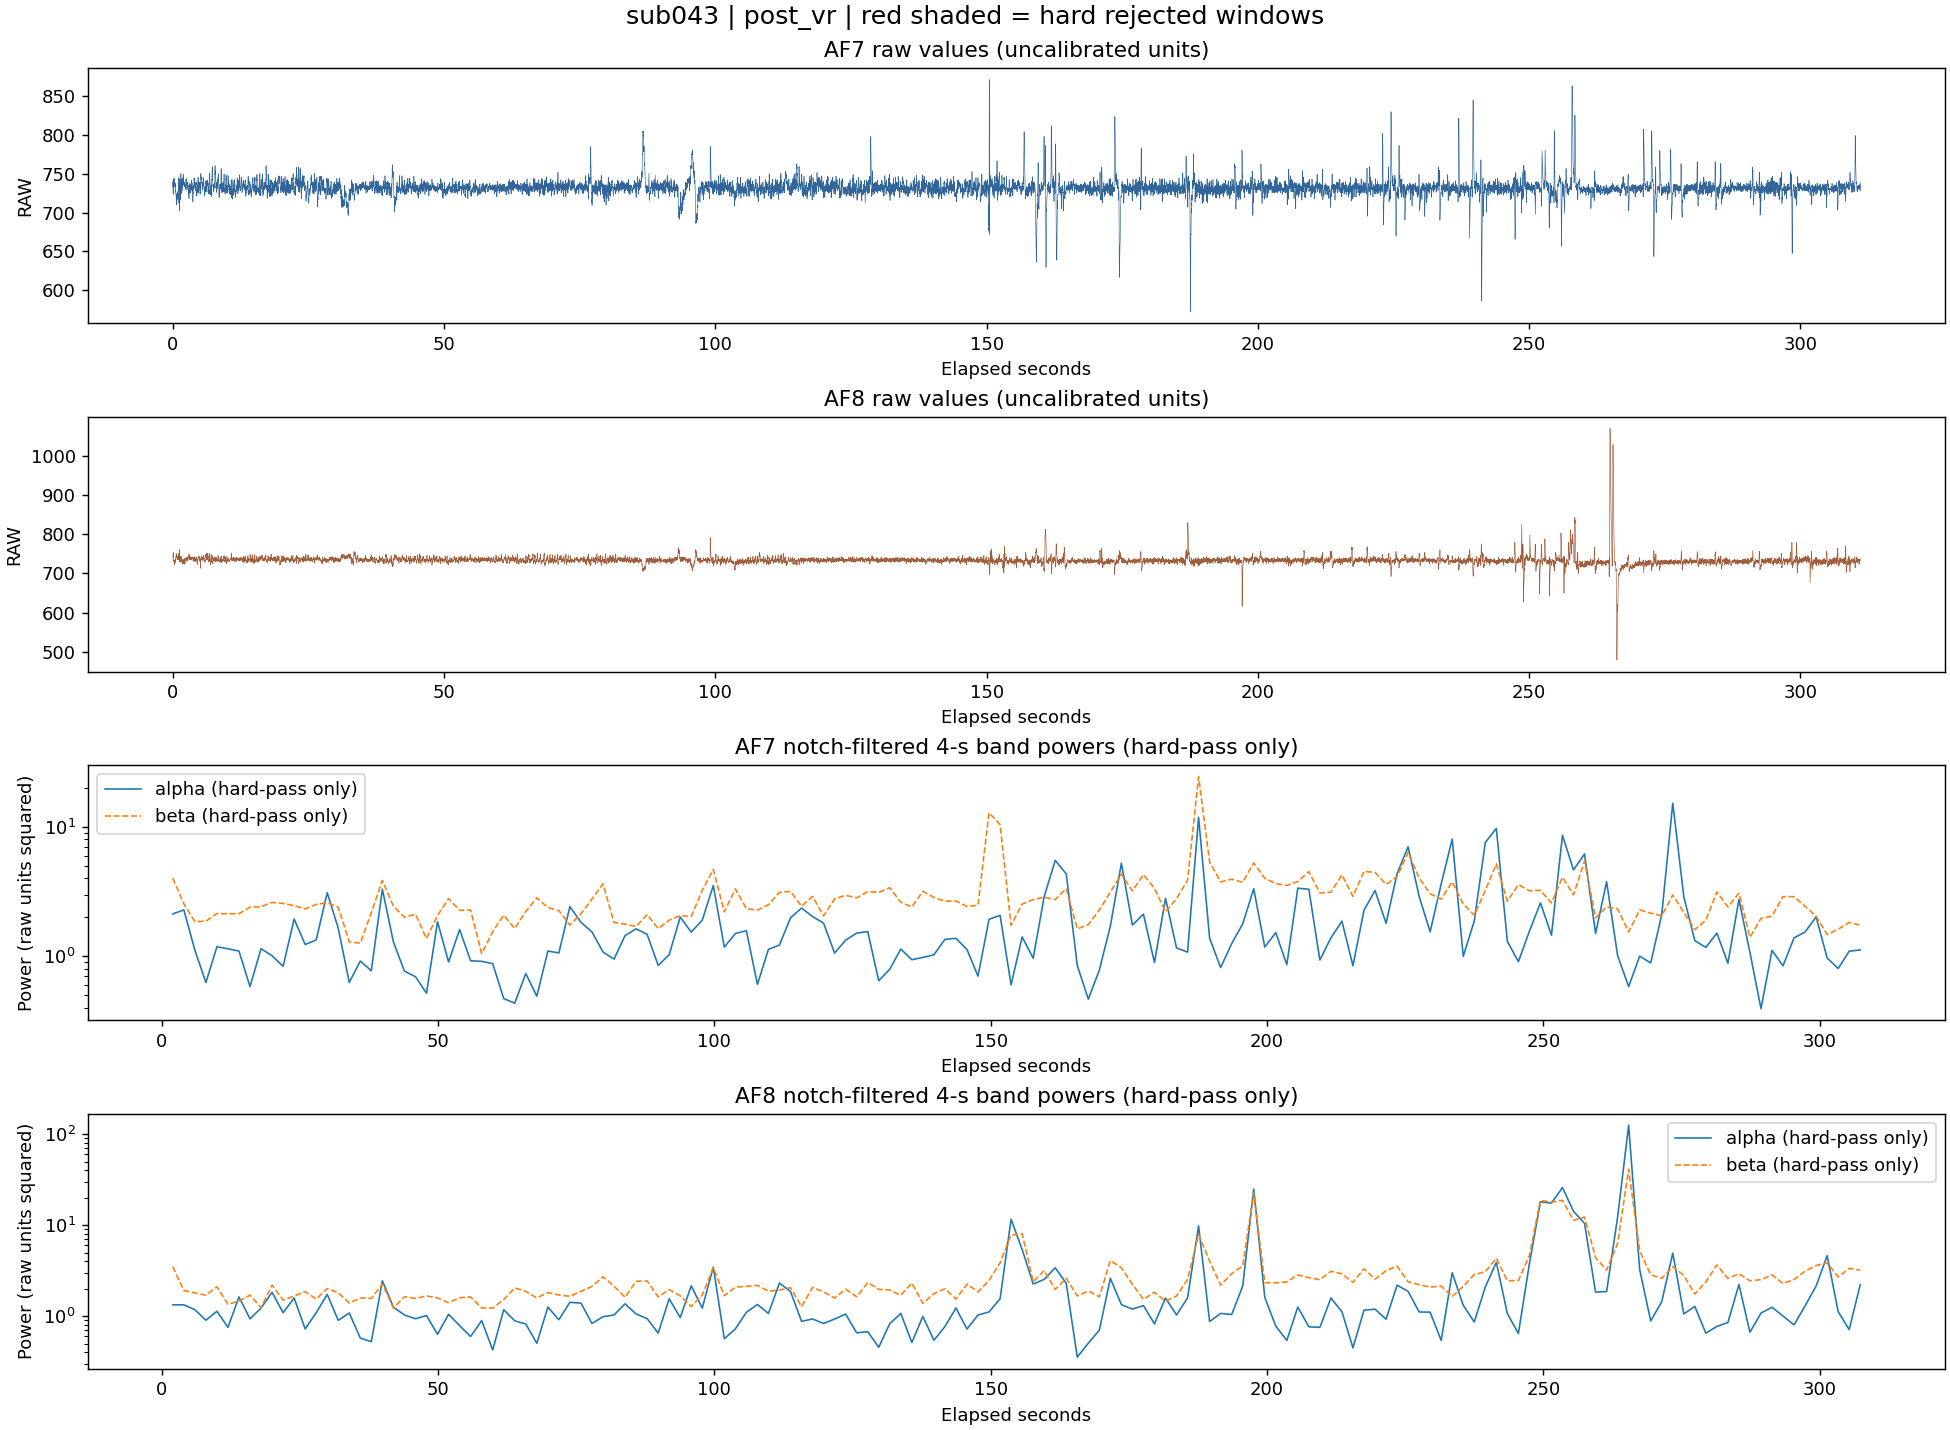 sub043 | post_vr | red shaded = hard rejected windows
AF7 raw values (uncalibrated units)
RAW
850
800
750
700
650
600
0 50 100 150 200 250 300
Elapsed seconds
AF8 raw values (uncalibrated units)
RAW
1000
900
800
700
600
500
0 50 100 150 200 250 300
Elapsed seconds
AF7 notch-filtered 4-s band powers (hard-pass only)
Power (raw units squared)
alpha (hard-pass only)
beta (hard-pass only)
10¹
10⁰
0 50 100 150 200 250 300
Elapsed seconds
AF8 notch-filtered 4-s band powers (hard-pass only)
Power (raw units squared)
alpha (hard-pass only)
beta (hard-pass only)
10²
10¹
10⁰
0 50 100 150 200 250 300
Elapsed seconds